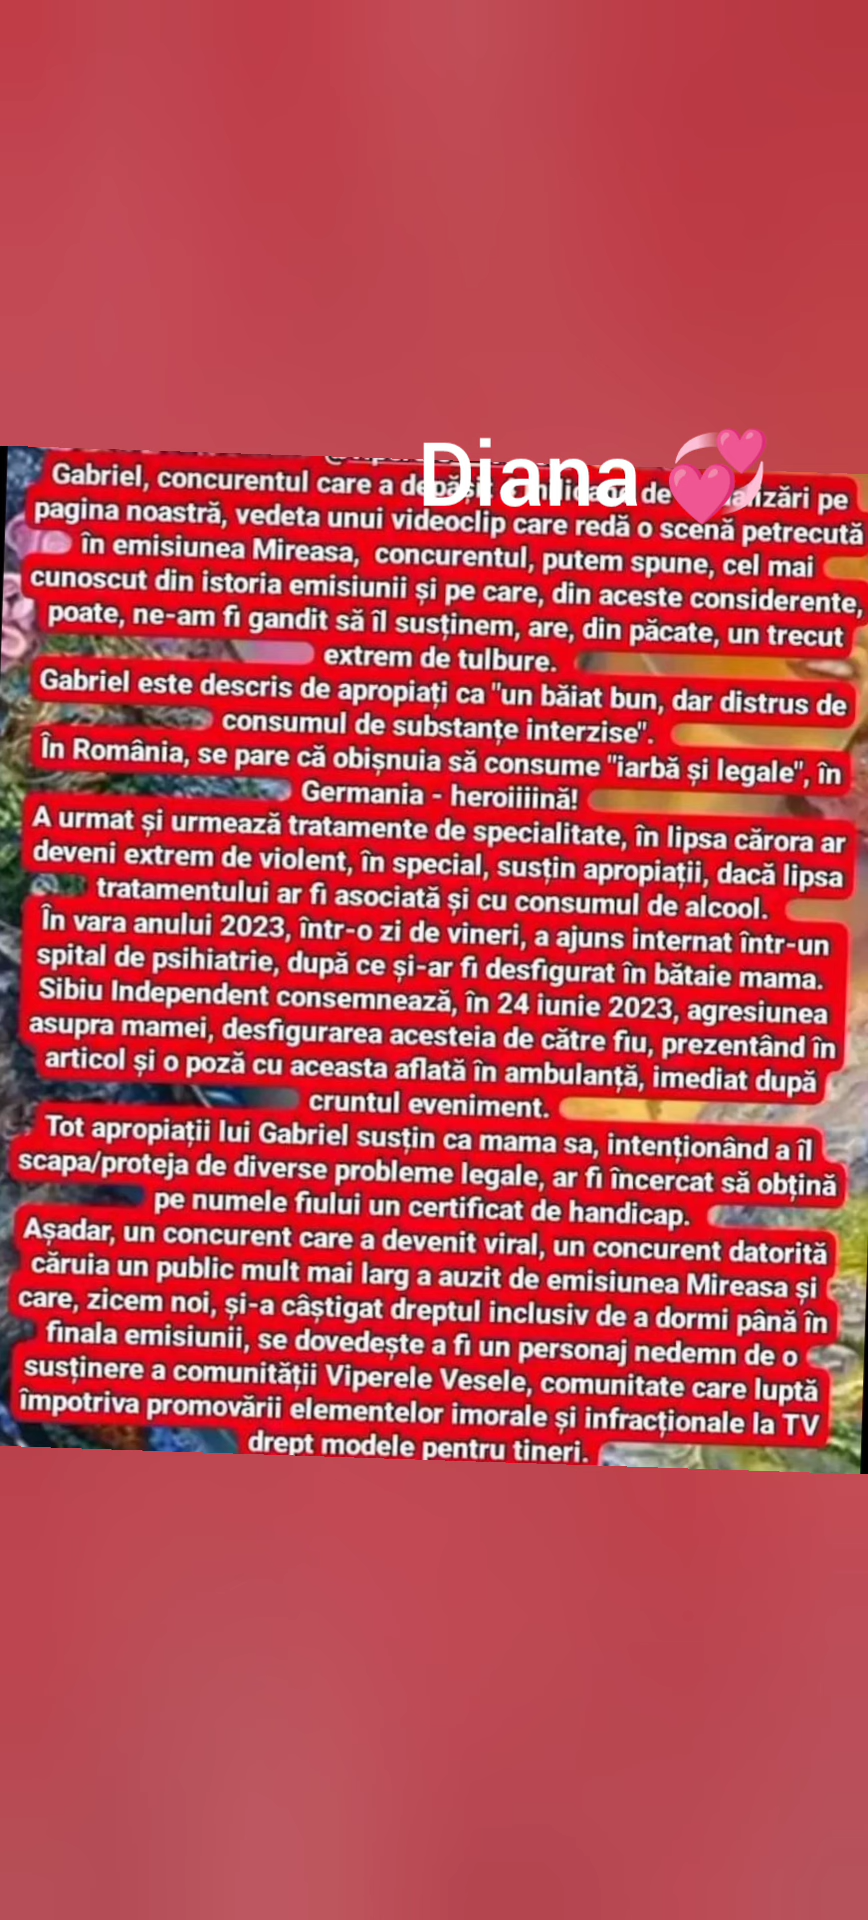 Diana 💞
Gabriel, concurentul care a depășit de vizualizări pe
pagina noastră, vedeta unui videoclip care redă o scenă petrecută
în emisiunea Mireasa, concurentul, putem spune, cel mai
cunoscut din istoria emisiunii și pe care, din aceste considerente,
poate, ne-am fi gandit să îl susținem, are, din păcate, un trecut
extrem de tulbure.
Gabriel este descris de apropiați ca "un băiat bun, dar distrus de
consumul de substanțe interzise".
În România, se pare că obișnuia să consume "iarbă și legale", în
Germania - heroiiiină!
A urmat și urmează tratamente de specialitate, în lipsa cărora ar
deveni extrem de violent, în special, susțin apropiații, dacă lipsa
tratamentului ar fi asociată și cu consumul de alcool.
În vara anului 2023, într-o zi de vineri, a ajuns internat într-un
spital de psihiatrie, după ce și-ar fi desfigurat în bătaie mama.
Sibiu Independent consemnează, în 24 iunie 2023, agresiunea
asupra mamei, desfigurarea acesteia de către fiu, prezentând în
articol și o poză cu aceasta aflată în ambulanță, imediat după
cruntul eveniment.
Tot apropiații lui Gabriel susțin ca mama sa, intenționând a îl
scapa/proteja de diverse probleme legale, ar fi încercat să obțină
pe numele fiului un certificat de handicap.
Așadar, un concurent care a devenit viral, un concurent datorită
căruia un public mult mai larg a auzit de emisiunea Mireasa și
care, zicem noi, și-a câștigat dreptul inclusiv de a dormi până în
finala emisiunii, se dovedește a fi un personaj nedemn de o
susținere a comunității Viperele Vesele, comunitate care luptă
împotriva promovării elementelor imorale și infracționale la TV
drept modele pentru tineri.